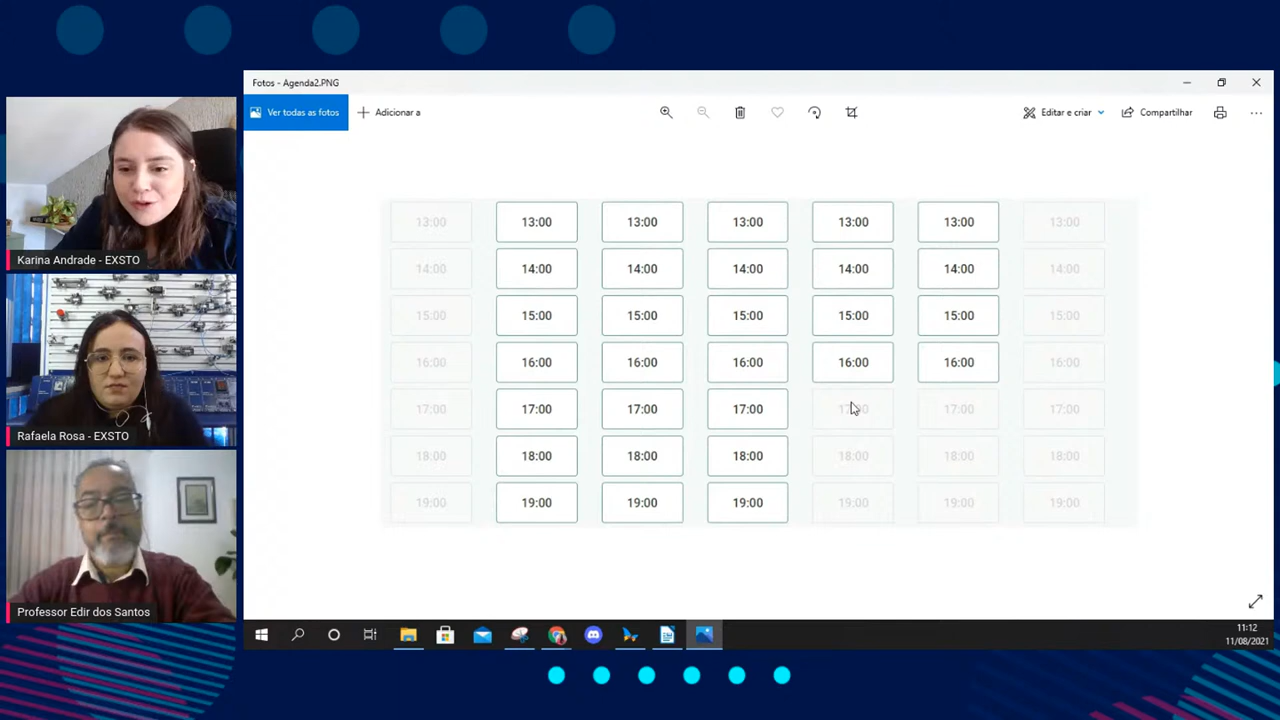 Fotos - Agenda2.PNG
Ver todas as fotos
Adicionar a
Editar e criar
Compartilhar
13:00 13:00 13:00 13:00 13:00 13:00 13:00
14:00 14:00 14:00 14:00 14:00 14:00 14:00
15:00 15:00 15:00 15:00 15:00 15:00 15:00
16:00 16:00 16:00 16:00 16:00 16:00 16:00
17:00 17:00 17:00 17:00 17:00 17:00 17:00
18:00 18:00 18:00 18:00 18:00 18:00 18:00
19:00 19:00 19:00 19:00 19:00 19:00 19:00
Karina Andrade - EXSTO
Rafaela Rosa - EXSTO
Professor Edir dos Santos
11:12
11/08/2021